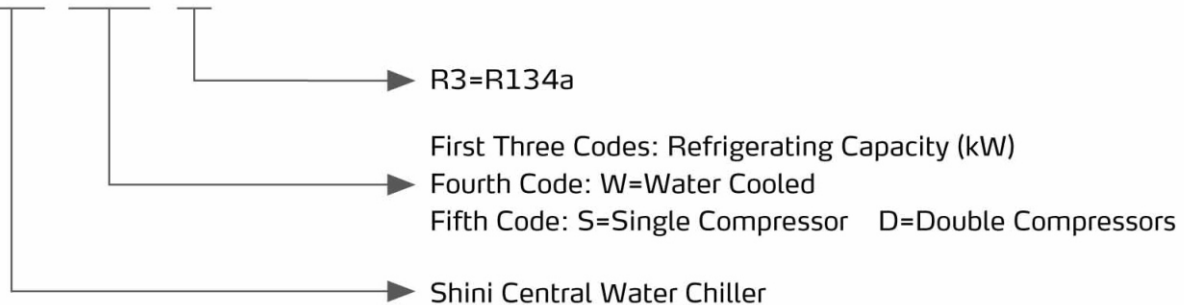 R3=R134a
First Three Codes: Refrigerating Capacity (kW)
Fourth Code: W=Water Cooled
Fifth Code: S=Single Compressor D=Double Compressors
Shini Central Water Chiller